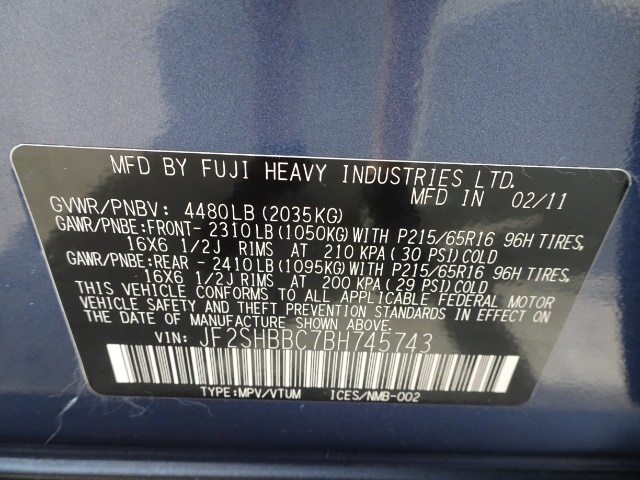 MFD BY FUJI HEAVY INDUSTRIES LTD.
MFD IN 02/11
GVWR/PNBV: 4480LB (2035KG)
GAWR/PNBE:FRONT- 2310LB (1050KG) WITH P215/65R16 96H TIRES,
16X6 1/2J RIMS AT 210 KPA (30 PSI) COLD
GAWR/PNBE:REAR - 2410LB (1095KG) WITH P215/65R16 96H TIRES,
16X6 1/2J RIMS AT 200 KPA (29 PSI) COLD
THIS VEHICLE CONFORMS TO ALL APPLICABLE FEDERAL MOTOR
VEHICLE SAFETY AND THEFT PREVENTION STANDARDS IN EFFECT ON
THE DATE OF MANUFACTURE SHOWN ABOVE.
VIN: JF2SHBBC7BH745743
TYPE:MPV/VTUM ICES/NMB-002